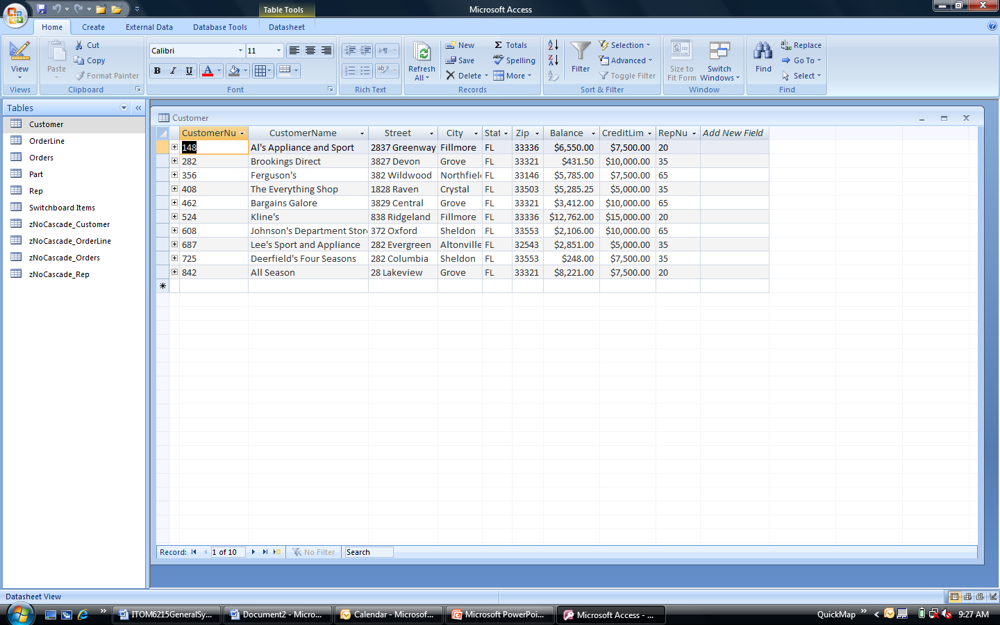 Table Tools
Microsoft Access
Home Create External Data Database Tools Datasheet
View
Views
Paste
Cut
Copy
Format Painter
Clipboard
Calibri 11
B I U A
Font
Rich Text
Refresh All
New
Save
Delete
Σ Totals
Spelling
More
Records
Filter
Selection
Advanced
Toggle Filter
Sort & Filter
Size to Fit Form
Switch Windows
Window
Find
Replace
Go To
Select
Find
Tables
Customer
OrderLine
Orders
Part
Rep
Switchboard Items
zNoCascade_Customer
zNoCascade_OrderLine
zNoCascade_Orders
zNoCascade_Rep
Customer
CustomerNu CustomerName Street City Stat Zip Balance CreditLim RepNu Add New Field
148 Al's Appliance and Sport 2837 Greenway Fillmore FL 33336 $6,550.00 $7,500.00 20
282 Brookings Direct 3827 Devon Grove FL 33321 $431.50 $10,000.00 35
356 Ferguson's 382 Wildwood Northfiel FL 33146 $5,785.00 $7,500.00 65
408 The Everything Shop 1828 Raven Crystal FL 33503 $5,285.25 $5,000.00 35
462 Bargains Galore 3829 Central Grove FL 33321 $3,412.00 $10,000.00 65
524 Kline's 838 Ridgeland Fillmore FL 33336 $12,762.00 $15,000.00 20
608 Johnson's Department Store 372 Oxford Sheldon FL 33553 $2,106.00 $10,000.00 65
687 Lee's Sport and Appliance 282 Evergreen Altonville FL 32543 $2,851.00 $5,000.00 35
725 Deerfield's Four Seasons 282 Columbia Sheldon FL 33553 $248.00 $7,500.00 35
842 All Season 28 Lakeview Grove FL 33321 $8,221.00 $7,500.00 20
Record: 1 of 10 No Filter Search
Datasheet View
ITOM6215GeneralSy... Document2 - Micro... Calendar - Microsof... Microsoft PowerPoi... Microsoft Access - ... QuickMap 9:27 AM